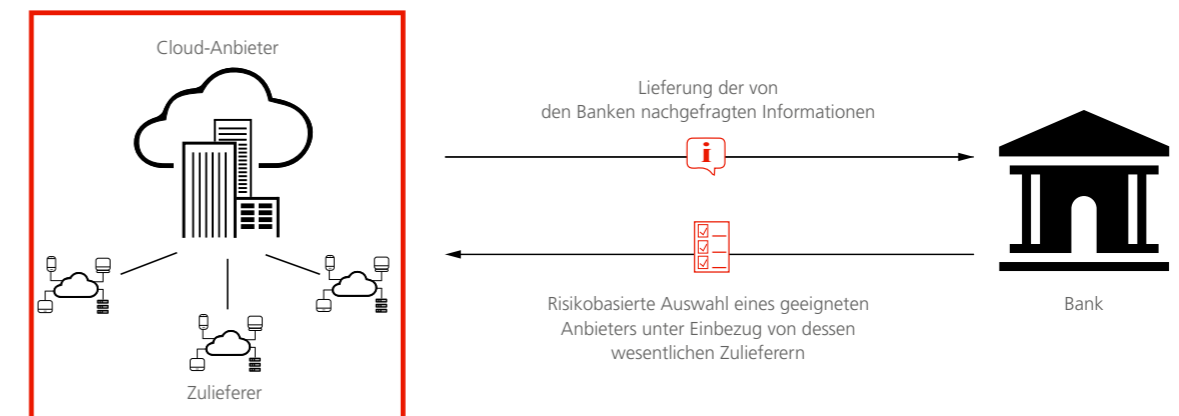 Cloud-Anbieter
Lieferung der von
den Banken nachgefragten Informationen
i
Risikobasierte Auswahl eines geeigneten
Anbieters unter Einbezug von dessen
wesentlichen Zulieferern
Bank
Zulieferer